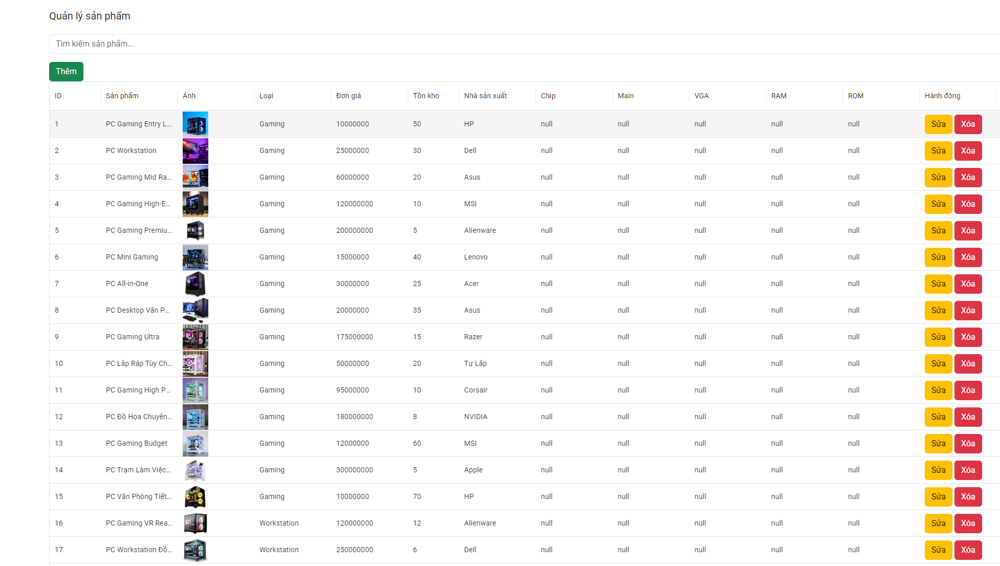 Quản lý sản phẩm
Tìm kiếm sản phẩm...
Thêm
ID Sản phẩm Ảnh Loại Đơn giá Tồn kho Nhà sản xuất Chip Main VGA RAM ROM Hành động
1 PC Gaming Entry L... Gaming 10000000 50 HP null null null null null Sửa Xóa
2 PC Workstation Gaming 25000000 30 Dell null null null null null Sửa Xóa
3 PC Gaming Mid Ra... Gaming 60000000 20 Asus null null null null null Sửa Xóa
4 PC Gaming High-E... Gaming 120000000 10 MSI null null null null null Sửa Xóa
5 PC Gaming Premiu... Gaming 200000000 5 Alienware null null null null null Sửa Xóa
6 PC Mini Gaming Gaming 15000000 40 Lenovo null null null null null Sửa Xóa
7 PC All-in-One Gaming 30000000 25 Acer null null null null null Sửa Xóa
8 PC Desktop Văn P... Gaming 20000000 35 Asus null null null null null Sửa Xóa
9 PC Gaming Ultra Gaming 175000000 15 Razer null null null null null Sửa Xóa
10 PC Lắp Ráp Tùy Ch... Gaming 50000000 20 Tự Lắp null null null null null Sửa Xóa
11 PC Gaming High P... Gaming 95000000 10 Corsair null null null null null Sửa Xóa
12 PC Đồ Họa Chuyên... Gaming 180000000 8 NVIDIA null null null null null Sửa Xóa
13 PC Gaming Budget Gaming 12000000 60 MSI null null null null null Sửa Xóa
14 PC Trạm Làm Việc... Gaming 300000000 5 Apple null null null null null Sửa Xóa
15 PC Văn Phòng Tiết... Gaming 10000000 70 HP null null null null null Sửa Xóa
16 PC Gaming VR Rea... Workstation 120000000 12 Alienware null null null null null Sửa Xóa
17 PC Workstation Đồ... Workstation 250000000 6 Dell null null null null null Sửa Xóa